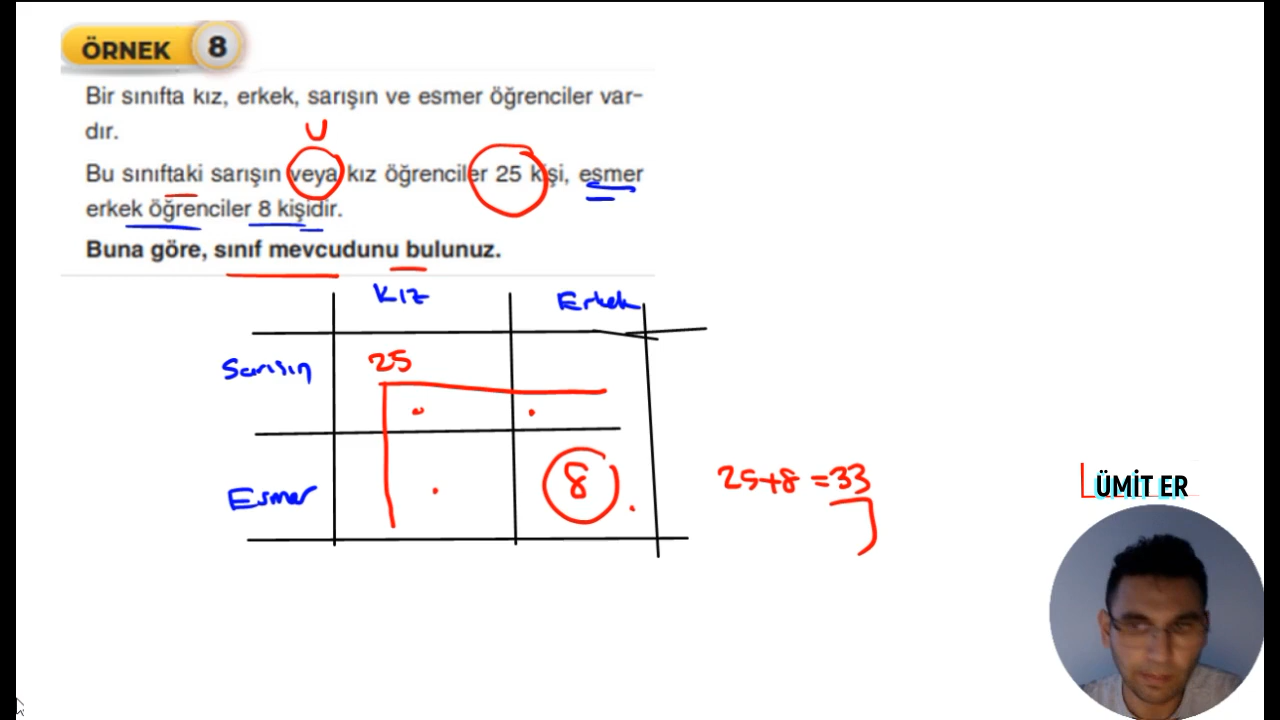 ÖRNEK 8
Bir sınıfta kız, erkek, sarışın ve esmer öğrenciler var-
dır.
U
Bu sınıftaki sarışın veya kız öğrenciler 25 kişi, esmer
erkek öğrenciler 8 kişidir.
Buna göre, sınıf mevcudunu bulunuz.
Kız Erkek
Sarışın 25
Esmer 8
25+8=33
ÜMİT ER